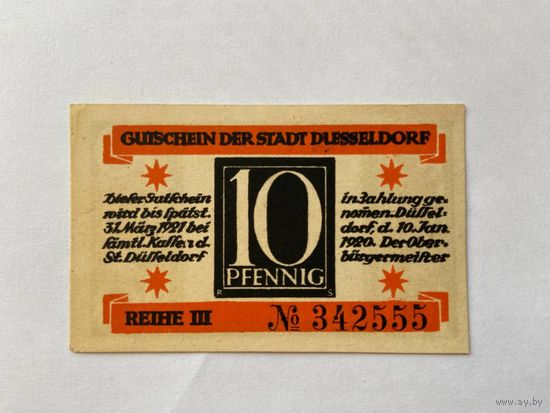 GUTSCHEIN DER STADT DUESSELDORF
Dieser Gutschein
wird bis spätst.
31. März 1921 bei
sämtl. Kassen d.
St. Düsseldorf
10
PFENNIG
R S
in Zahlung ge-
nomen. Düssel-
dorf, d. 10. Jan.
1920. Der Ober-
bürgermeister
REIHE III
№ 342555
www.ay.by